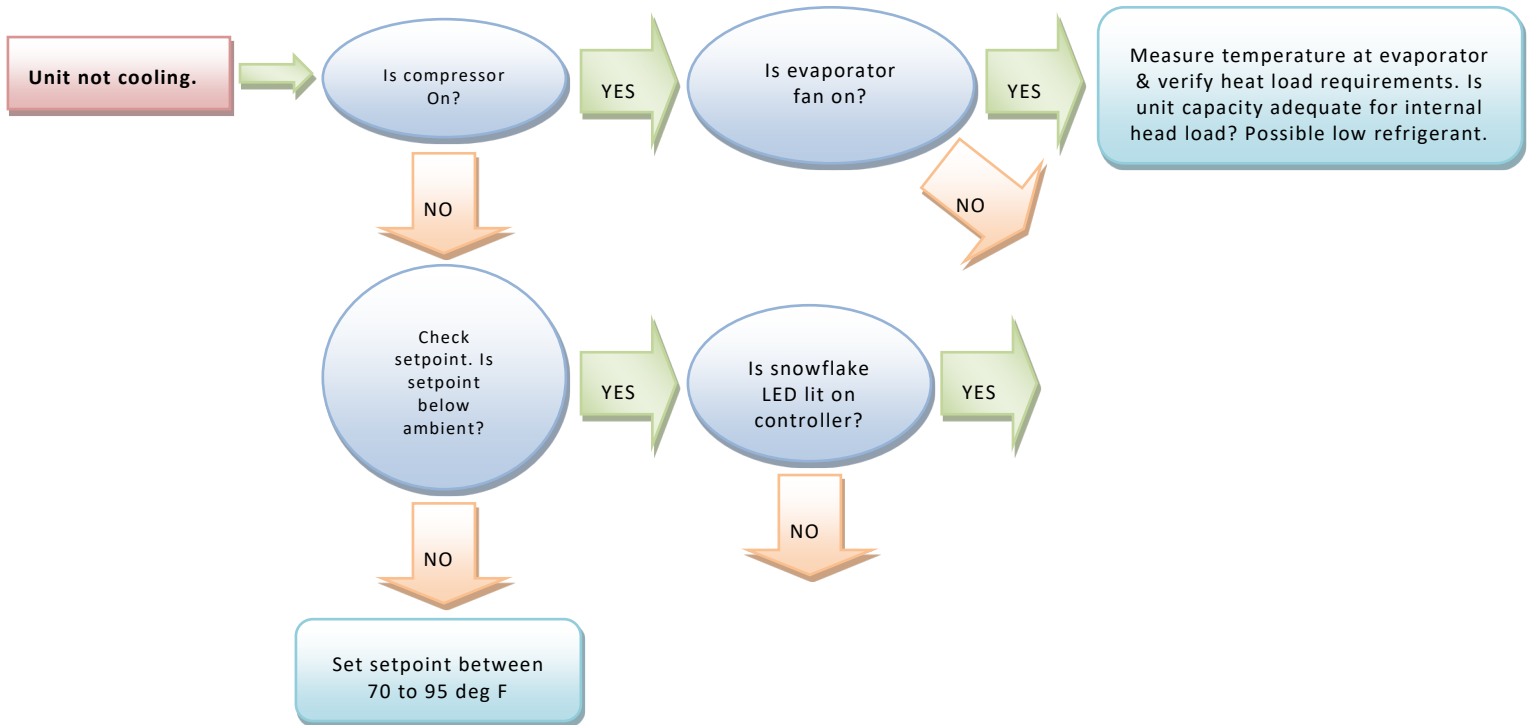 Unit not cooling.
Is compressor
On?
YES
Is evaporator
fan on?
YES
Measure temperature at evaporator
& verify heat load requirements. Is
unit capacity adequate for internal
head load? Possible low refrigerant.
NO
NO
Check
setpoint. Is
setpoint
below
ambient?
YES
Is snowflake
LED lit on
controller?
YES
NO
NO
Set setpoint between
70 to 95 deg F